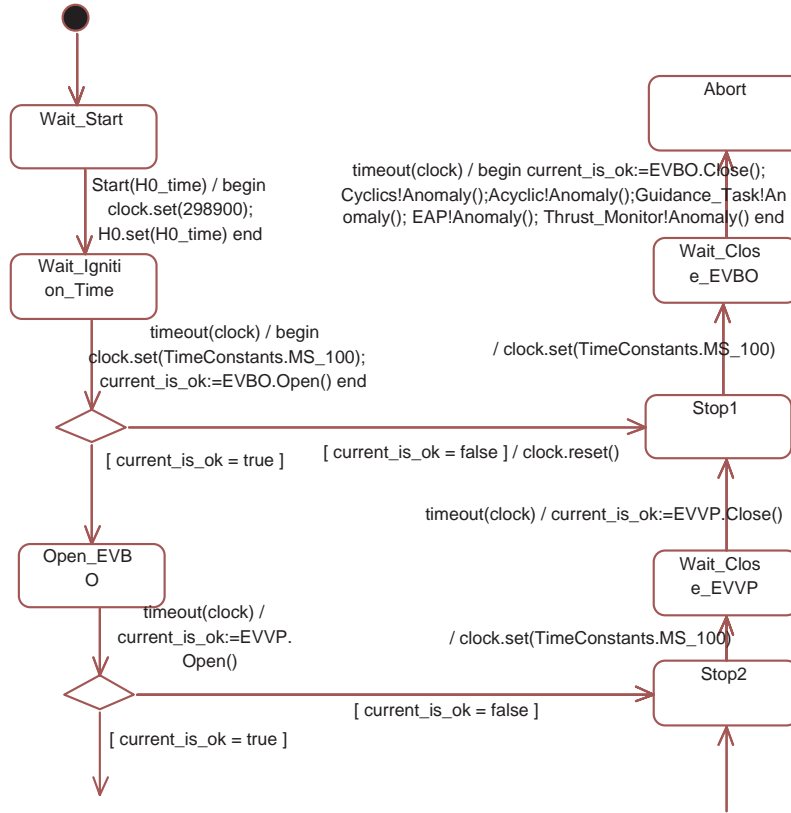 Wait_Start
Abort
Start(H0_time) / begin
clock.set(298900);
H0.set(H0_time) end
timeout(clock) / begin current_is_ok:=EVBO.Close();
Cyclics!Anomaly();Acyclic!Anomaly();Guidance_Task!An
omaly(); EAP!Anomaly(); Thrust_Monitor!Anomaly() end
Wait_Igniti
on_Time
Wait_Clos
e_EVBO
timeout(clock) / begin
clock.set(TimeConstants.MS_100);
current_is_ok:=EVBO.Open() end
/ clock.set(TimeConstants.MS_100)
Stop1
[ current_is_ok = true ]
[ current_is_ok = false ] / clock.reset()
timeout(clock) / current_is_ok:=EVVP.Close()
Open_EVB
O
Wait_Clos
e_EVVP
timeout(clock) /
current_is_ok:=EVVP.
Open()
/ clock.set(TimeConstants.MS_100)
Stop2
[ current_is_ok = false ]
[ current_is_ok = true ]